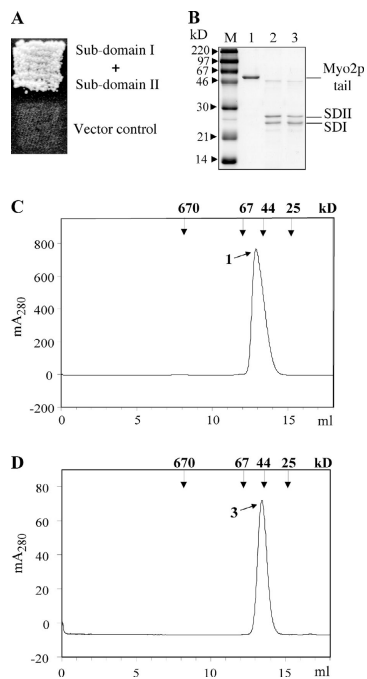 A
Sub-domain I
+
Sub-domain II
Vector control
B
kD M 1 2 3
220
97
67
46
30
21
14
Myo2p
tail
SDII
SDI
C
670 67 44 25 kD
800
600
400
200
0
-200
mA280
1
0 5 10 15 ml
D
670 67 44 25 kD
80
60
40
20
0
-20
mA280
3
0 5 10 15 ml